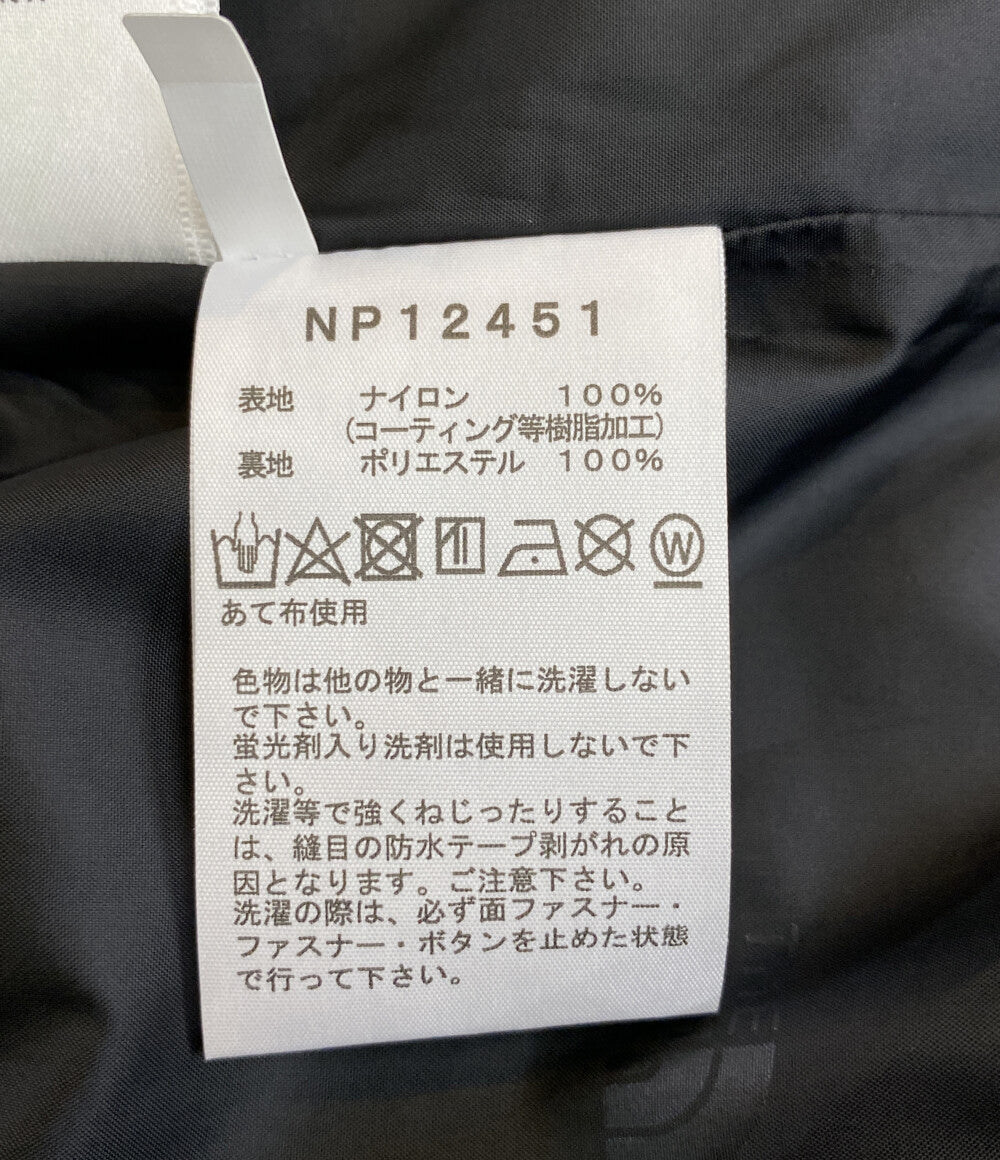 NP12451
表地 ナイロン 100%
(コーティング等樹脂加工)
裏地 ポリエステル 100%
W
あて布使用
色物は他の物と一緒に洗濯しない
で下さい。
蛍光剤入り洗剤は使用しないで下
さい。
洗濯等で強くねじったりすること
は、縫目の防水テープ剥がれの原
因となります。ご注意下さい。
洗濯の際は、必ず面ファスナー・
ファスナー・ボタンを止めた状態
で行って下さい。